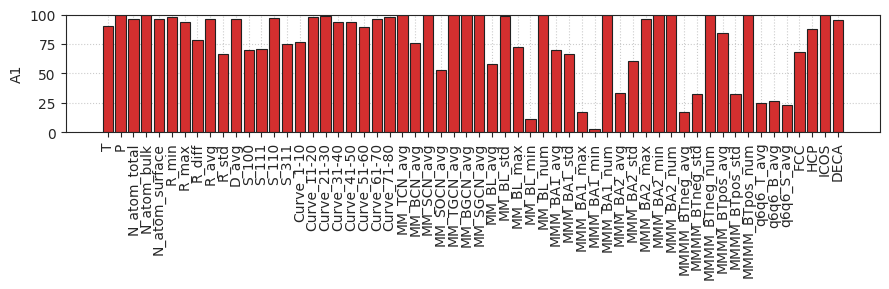 A1
100
75
50
25
0
T
P
N_atom_total
N_atom_bulk
N_atom_surface
R_min
R_max
R_diff
R_avg
R_std
D_avg
S_100
S_111
S_110
S_311
Curve_1-10
Curve_11-20
Curve_21-30
Curve_31-40
Curve_41-50
Curve_51-60
Curve_61-70
Curve_71-80
MM_TCN_avg
MM_BCN_avg
MM_SCN_avg
MM_SOCN_avg
MM_TGCN_avg
MM_BGCN_avg
MM_SGCN_avg
MM_BL_avg
MM_BL_std
MM_BL_max
MM_BL_min
MM_BL_num
MMM_BA1_avg
MMM_BA1_std
MMM_BA1_max
MMM_BA1_min
MMM_BA1_num
MMM_BA2_avg
MMM_BA2_std
MMM_BA2_max
MMM_BA2_min
MMM_BA2_num
MMMM_BTneg_avg
MMMM_BTneg_std
MMMM_BTneg_num
MMMM_BTpos_avg
MMMM_BTpos_std
MMMM_BTpos_num
q6q6_T_avg
q6q6_B_avg
q6q6_S_avg
FCC
HCP
ICOS
DECA